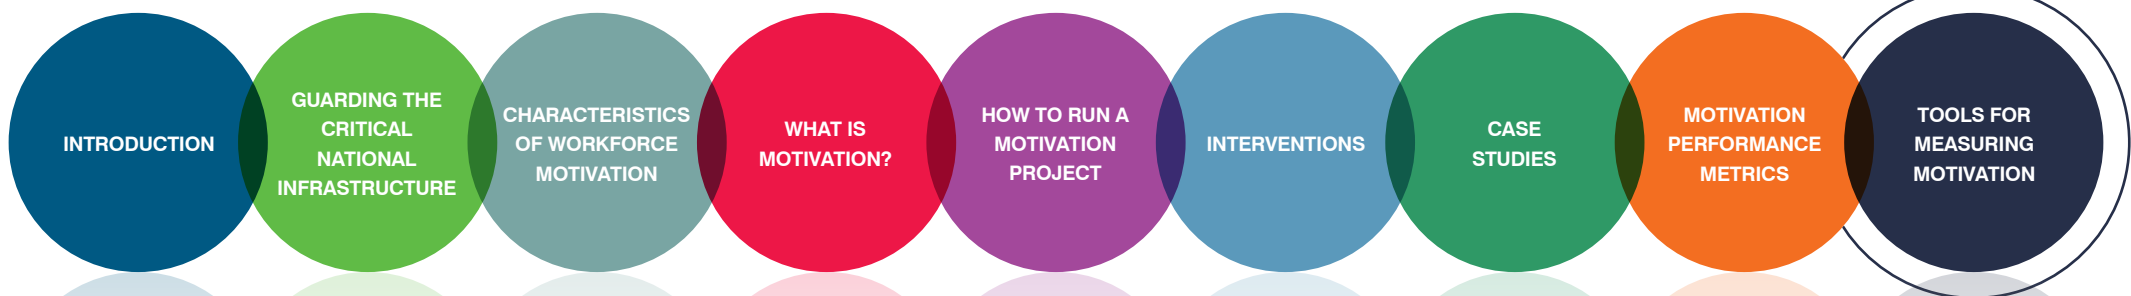 INTRODUCTION
GUARDING THE
CRITICAL
NATIONAL
INFRASTRUCTURE
CHARACTERISTICS
OF WORKFORCE
MOTIVATION
WHAT IS
MOTIVATION?
HOW TO RUN A
MOTIVATION
PROJECT
INTERVENTIONS
CASE
STUDIES
MOTIVATION
PERFORMANCE
METRICS
TOOLS FOR
MEASURING
MOTIVATION